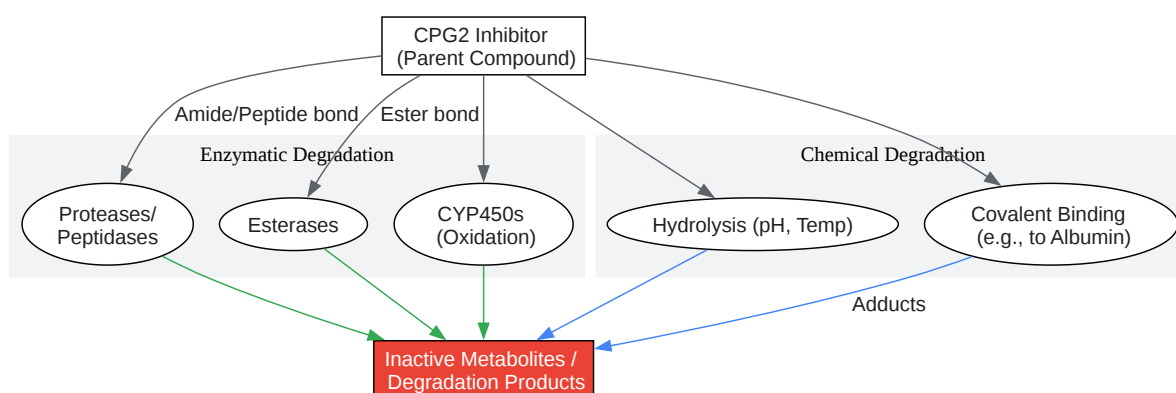 CPG2 Inhibitor
(Parent Compound)
Amide/Peptide bond
Ester bond
Enzymatic Degradation
Chemical Degradation
Proteases/
Peptidases
Esterases
CYP450s
(Oxidation)
Hydrolysis (pH, Temp)
Covalent Binding
(e.g., to Albumin)
Adducts
Inactive Metabolites /
Degradation Products